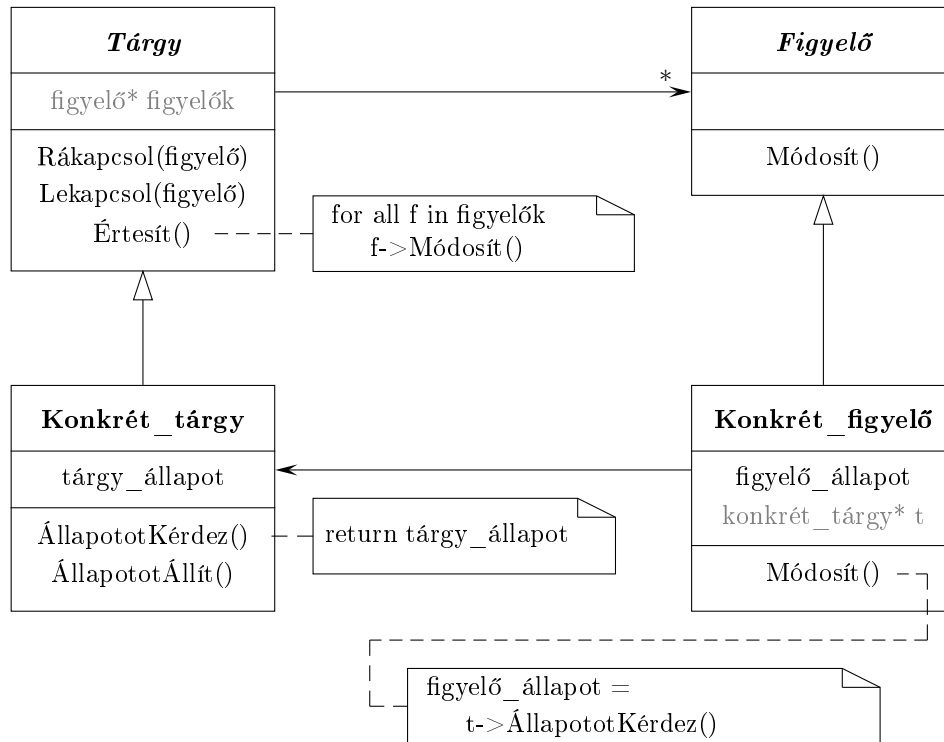 Tárgy
figyelő* figyelők
Rákapcsol(figyelő)
Lekapcsol(figyelő)
Értesít()
for all f in figyelők
f->Módosít()
*
Figyelő
Módosít()
Konkrét_tárgy
tárgy_állapot
ÁllapototKérdez()
ÁllapototÁllít()
return tárgy_állapot
Konkrét_figyelő
figyelő_állapot
konkrét_tárgy* t
Módosít()
figyelő_állapot =
t->ÁllapototKérdez()